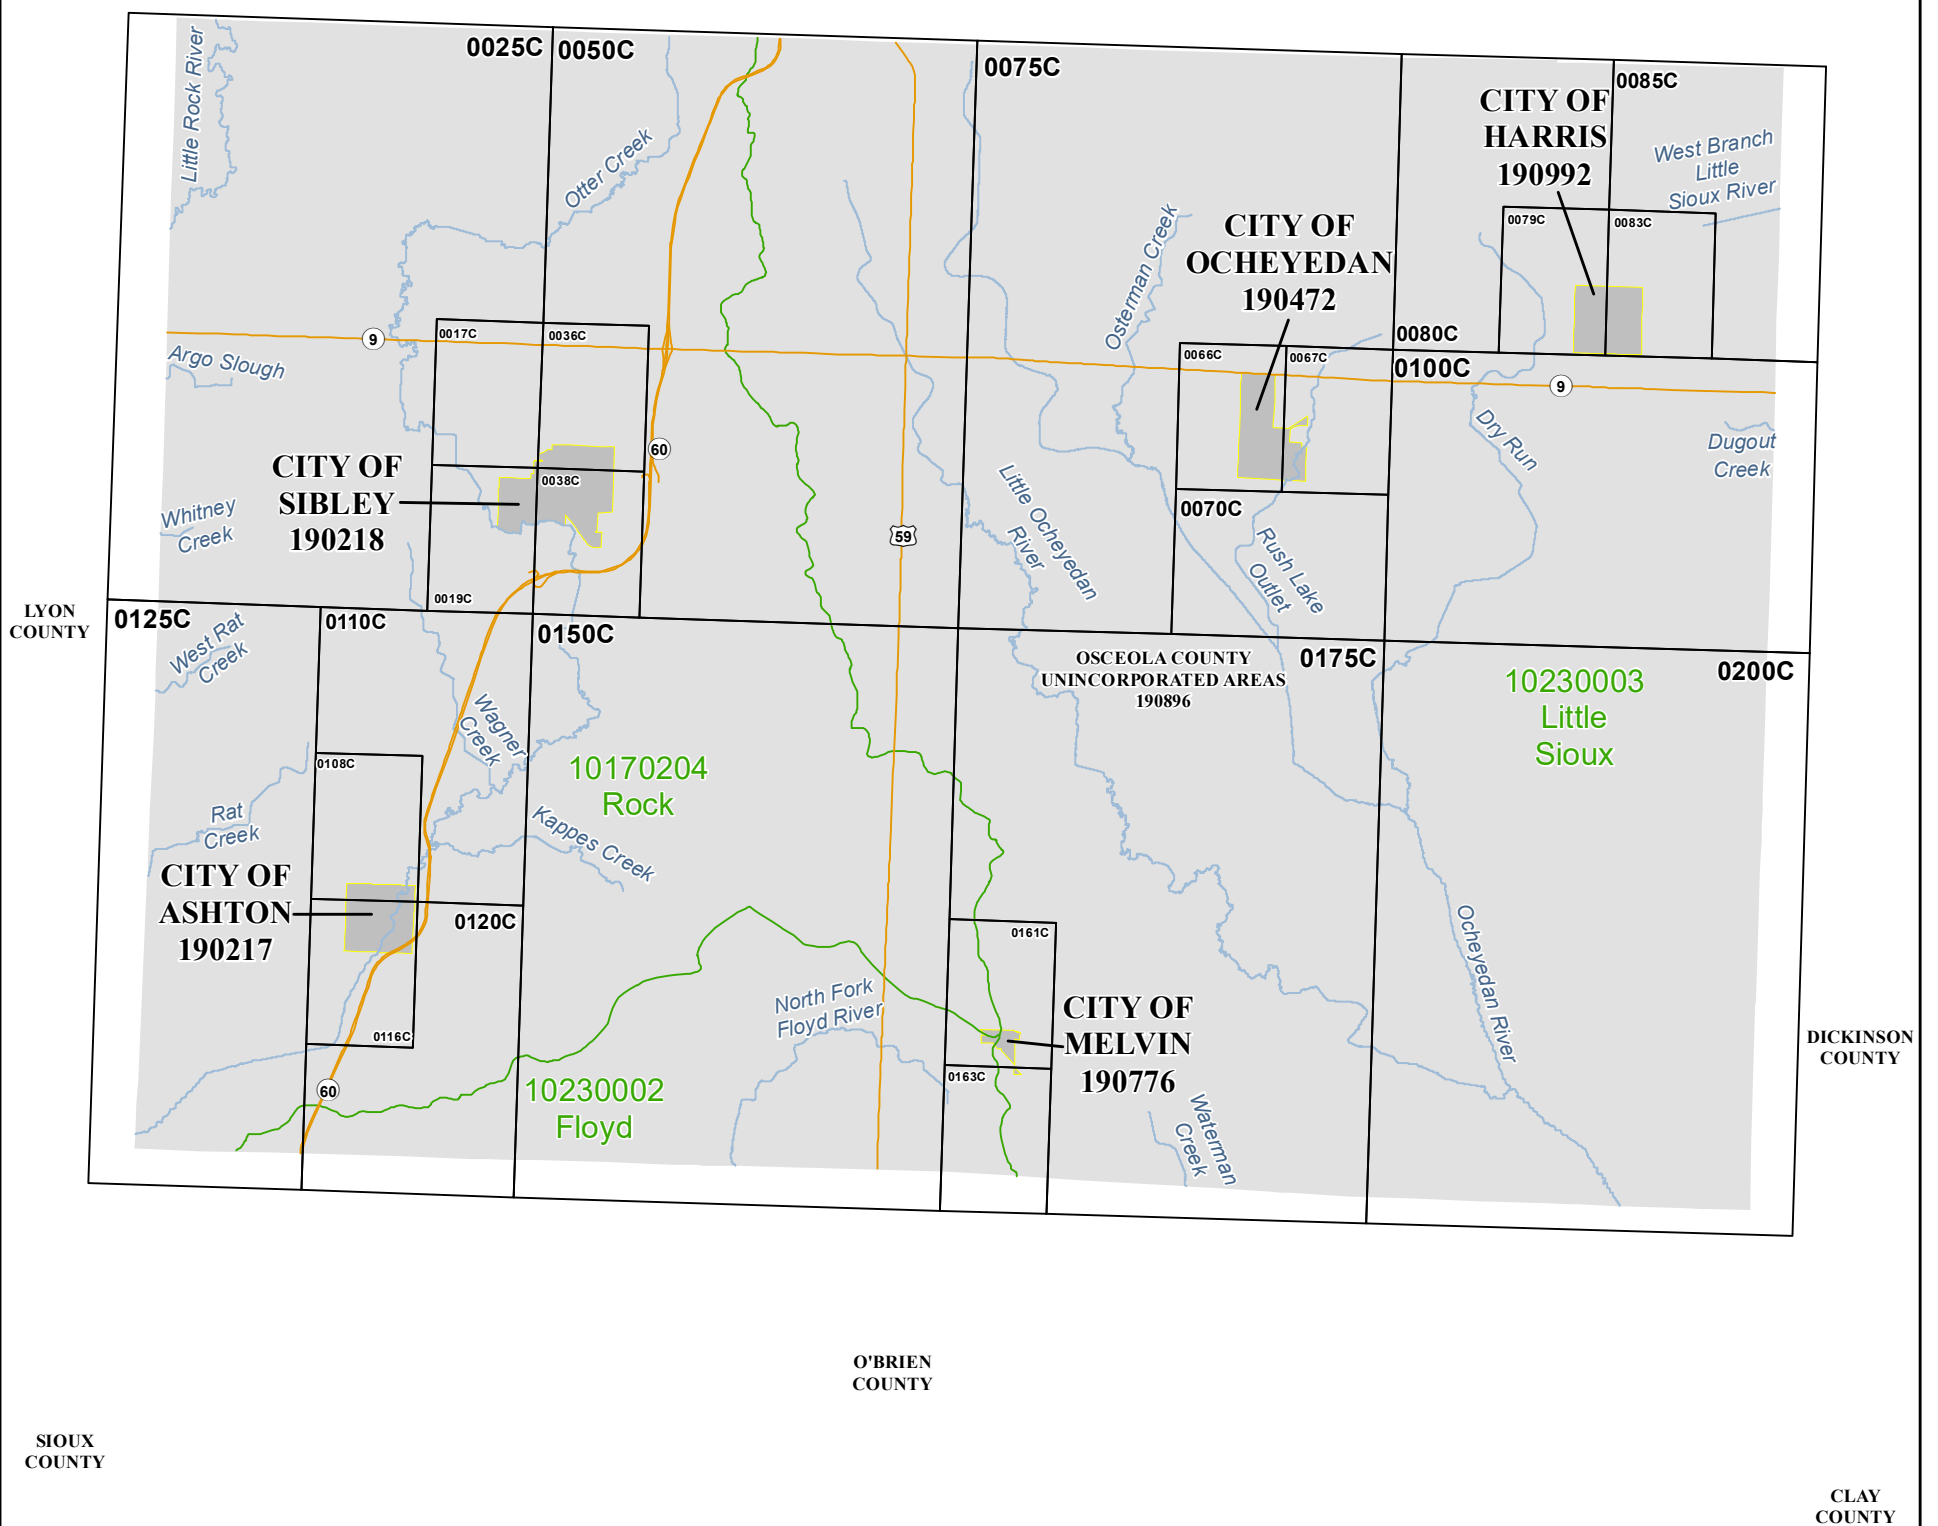 0025C
0050C
0075C
0085C
Little Rock River
Otter Creek
CITY OF
HARRIS
190992
West Branch
Little
Sioux River
0079C
0083C
Osterman Creek
CITY OF
OCHEYEDAN
190472
0017C
0036C
9
0080C
0066C
0067C
0100C
9
Argo Slough
60
CITY OF
SIBLEY
190218
0038C
Dry Run
Dugout
Creek
Whitney
Creek
59
Little Ocheyedan
River
0070C
Rush Lake
Outlet
0019C
LYON
COUNTY
0125C
0110C
0150C
West Rat
Creek
OSCEOLA COUNTY
UNINCORPORATED AREAS
190896
0175C
0200C
10230003
Little
Sioux
Wagner
Creek
10170204
Rock
0108C
Rat
Creek
Kappes Creek
CITY OF
ASHTON
190217
0120C
0161C
Ocheyedan River
North Fork
Floyd River
CITY OF
MELVIN
190776
0116C
DICKINSON
COUNTY
0163C
60
10230002
Floyd
Waterman
Creek
O'BRIEN
COUNTY
SIOUX
COUNTY
CLAY
COUNTY